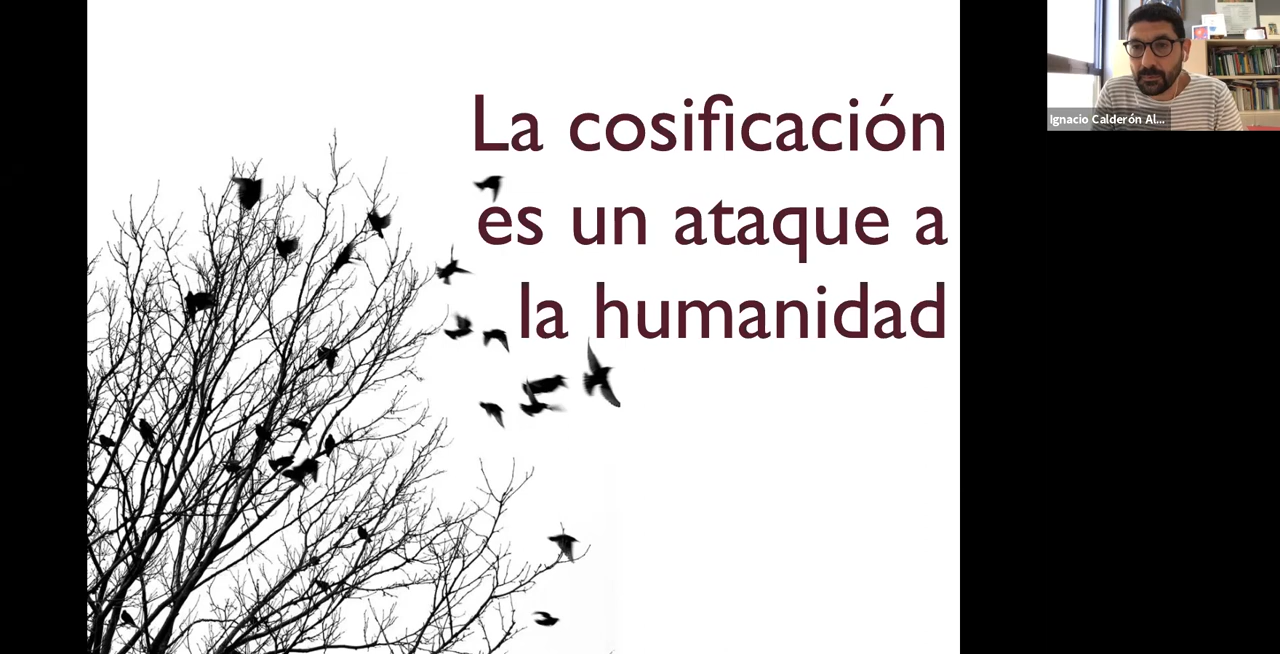 La cosificación
es un ataque a
la humanidad
Ignacio Calderón Al...